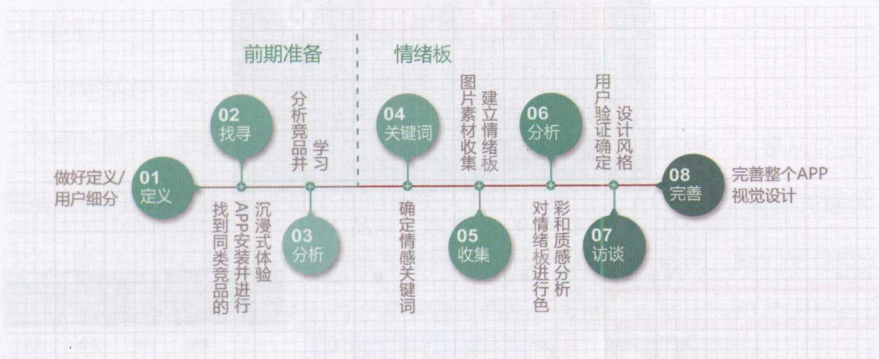 前期准备
情绪板
做好定义/
用户细分
01
定义
02
找寻
找到同类竞品的
APP安装并进行
沉浸式体验
分析竞品并
学习
03
分析
04
关键词
确定情感关键词
图片素材收集
建立情绪板
05
收集
06
分析
对情绪板进行色
彩和质感分析
用户验证确定
设计风格
07
访谈
08
完善
完善整个APP
视觉设计